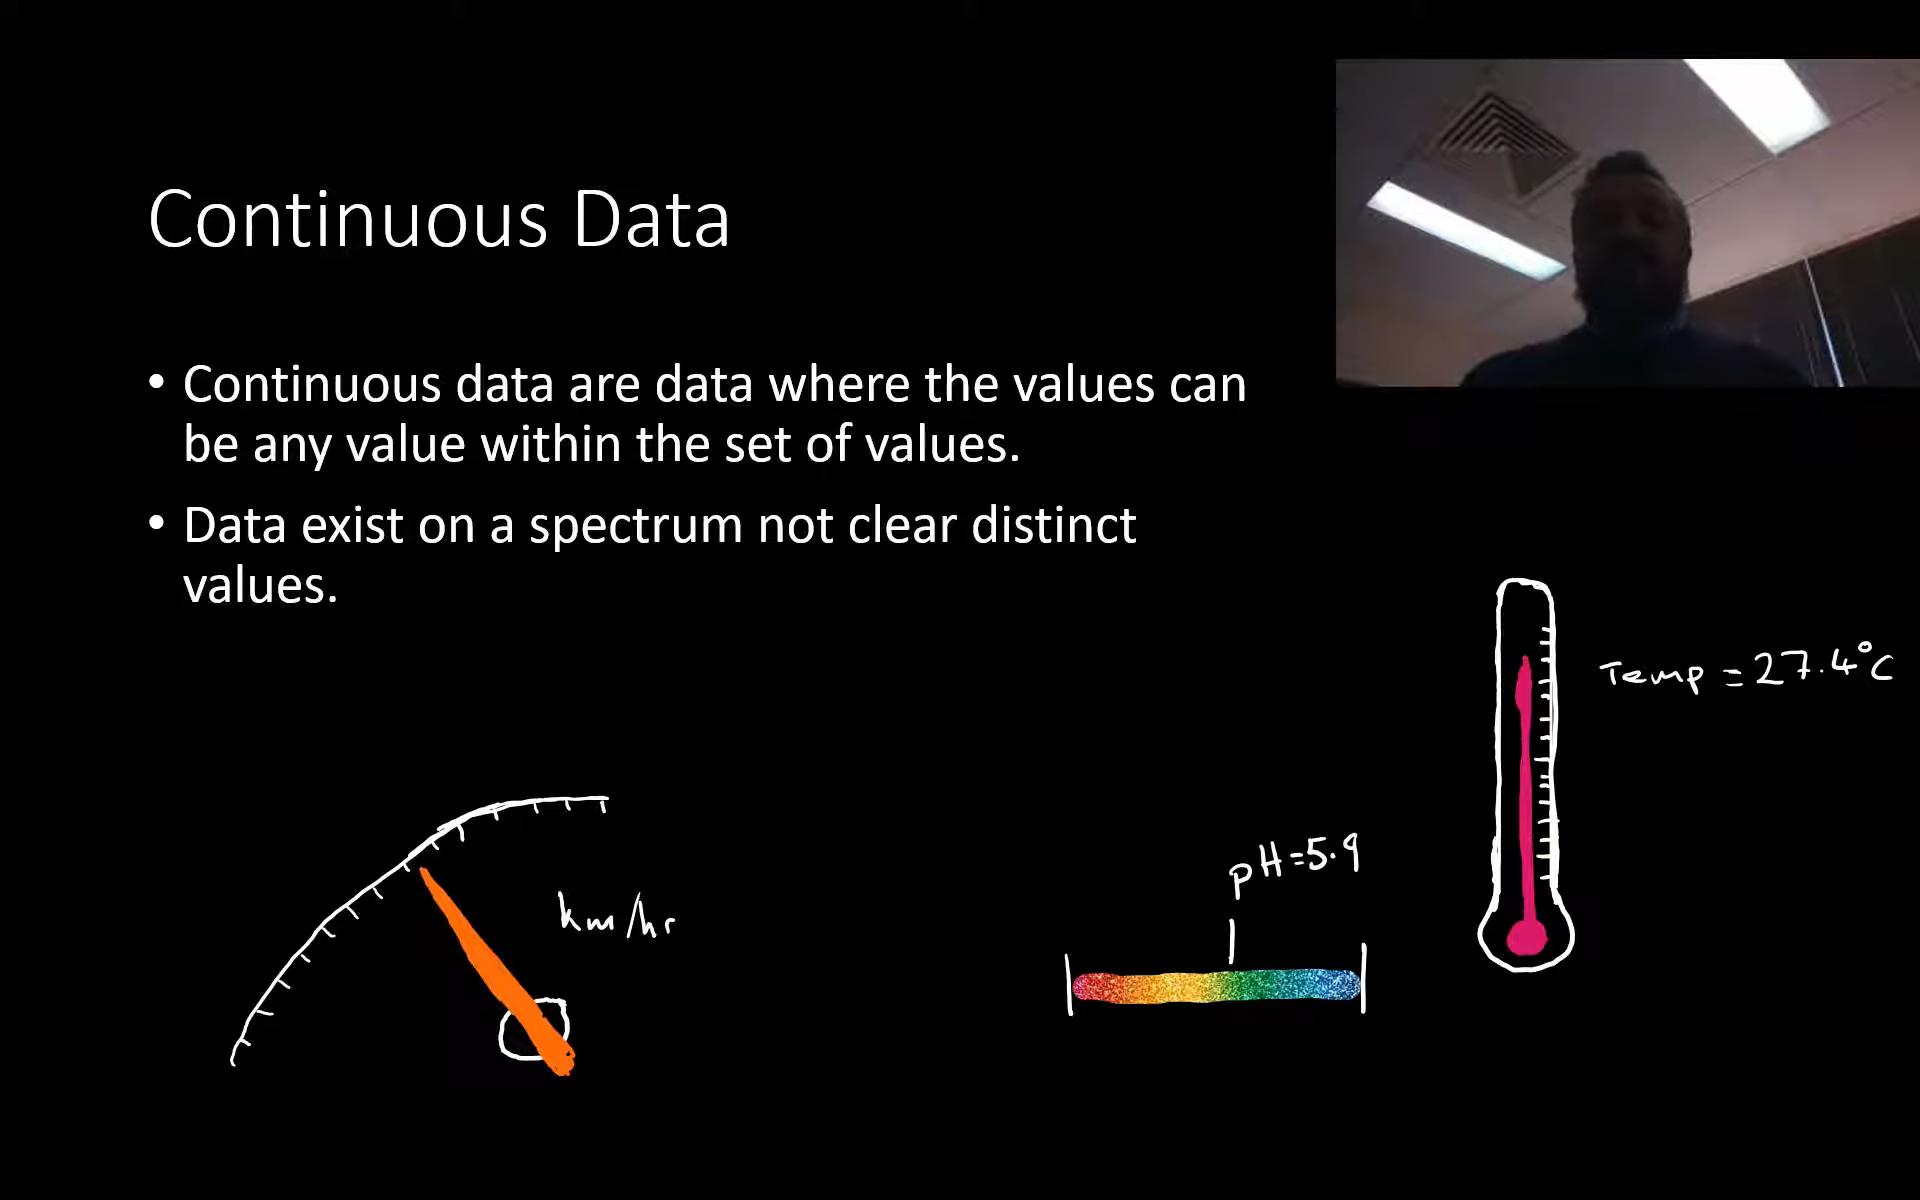 Continuous Data
• Continuous data are data where the values can
be any value within the set of values.
• Data exist on a spectrum not clear distinct
values.
Temp = 27.4°C
pH=5.9
km/hr